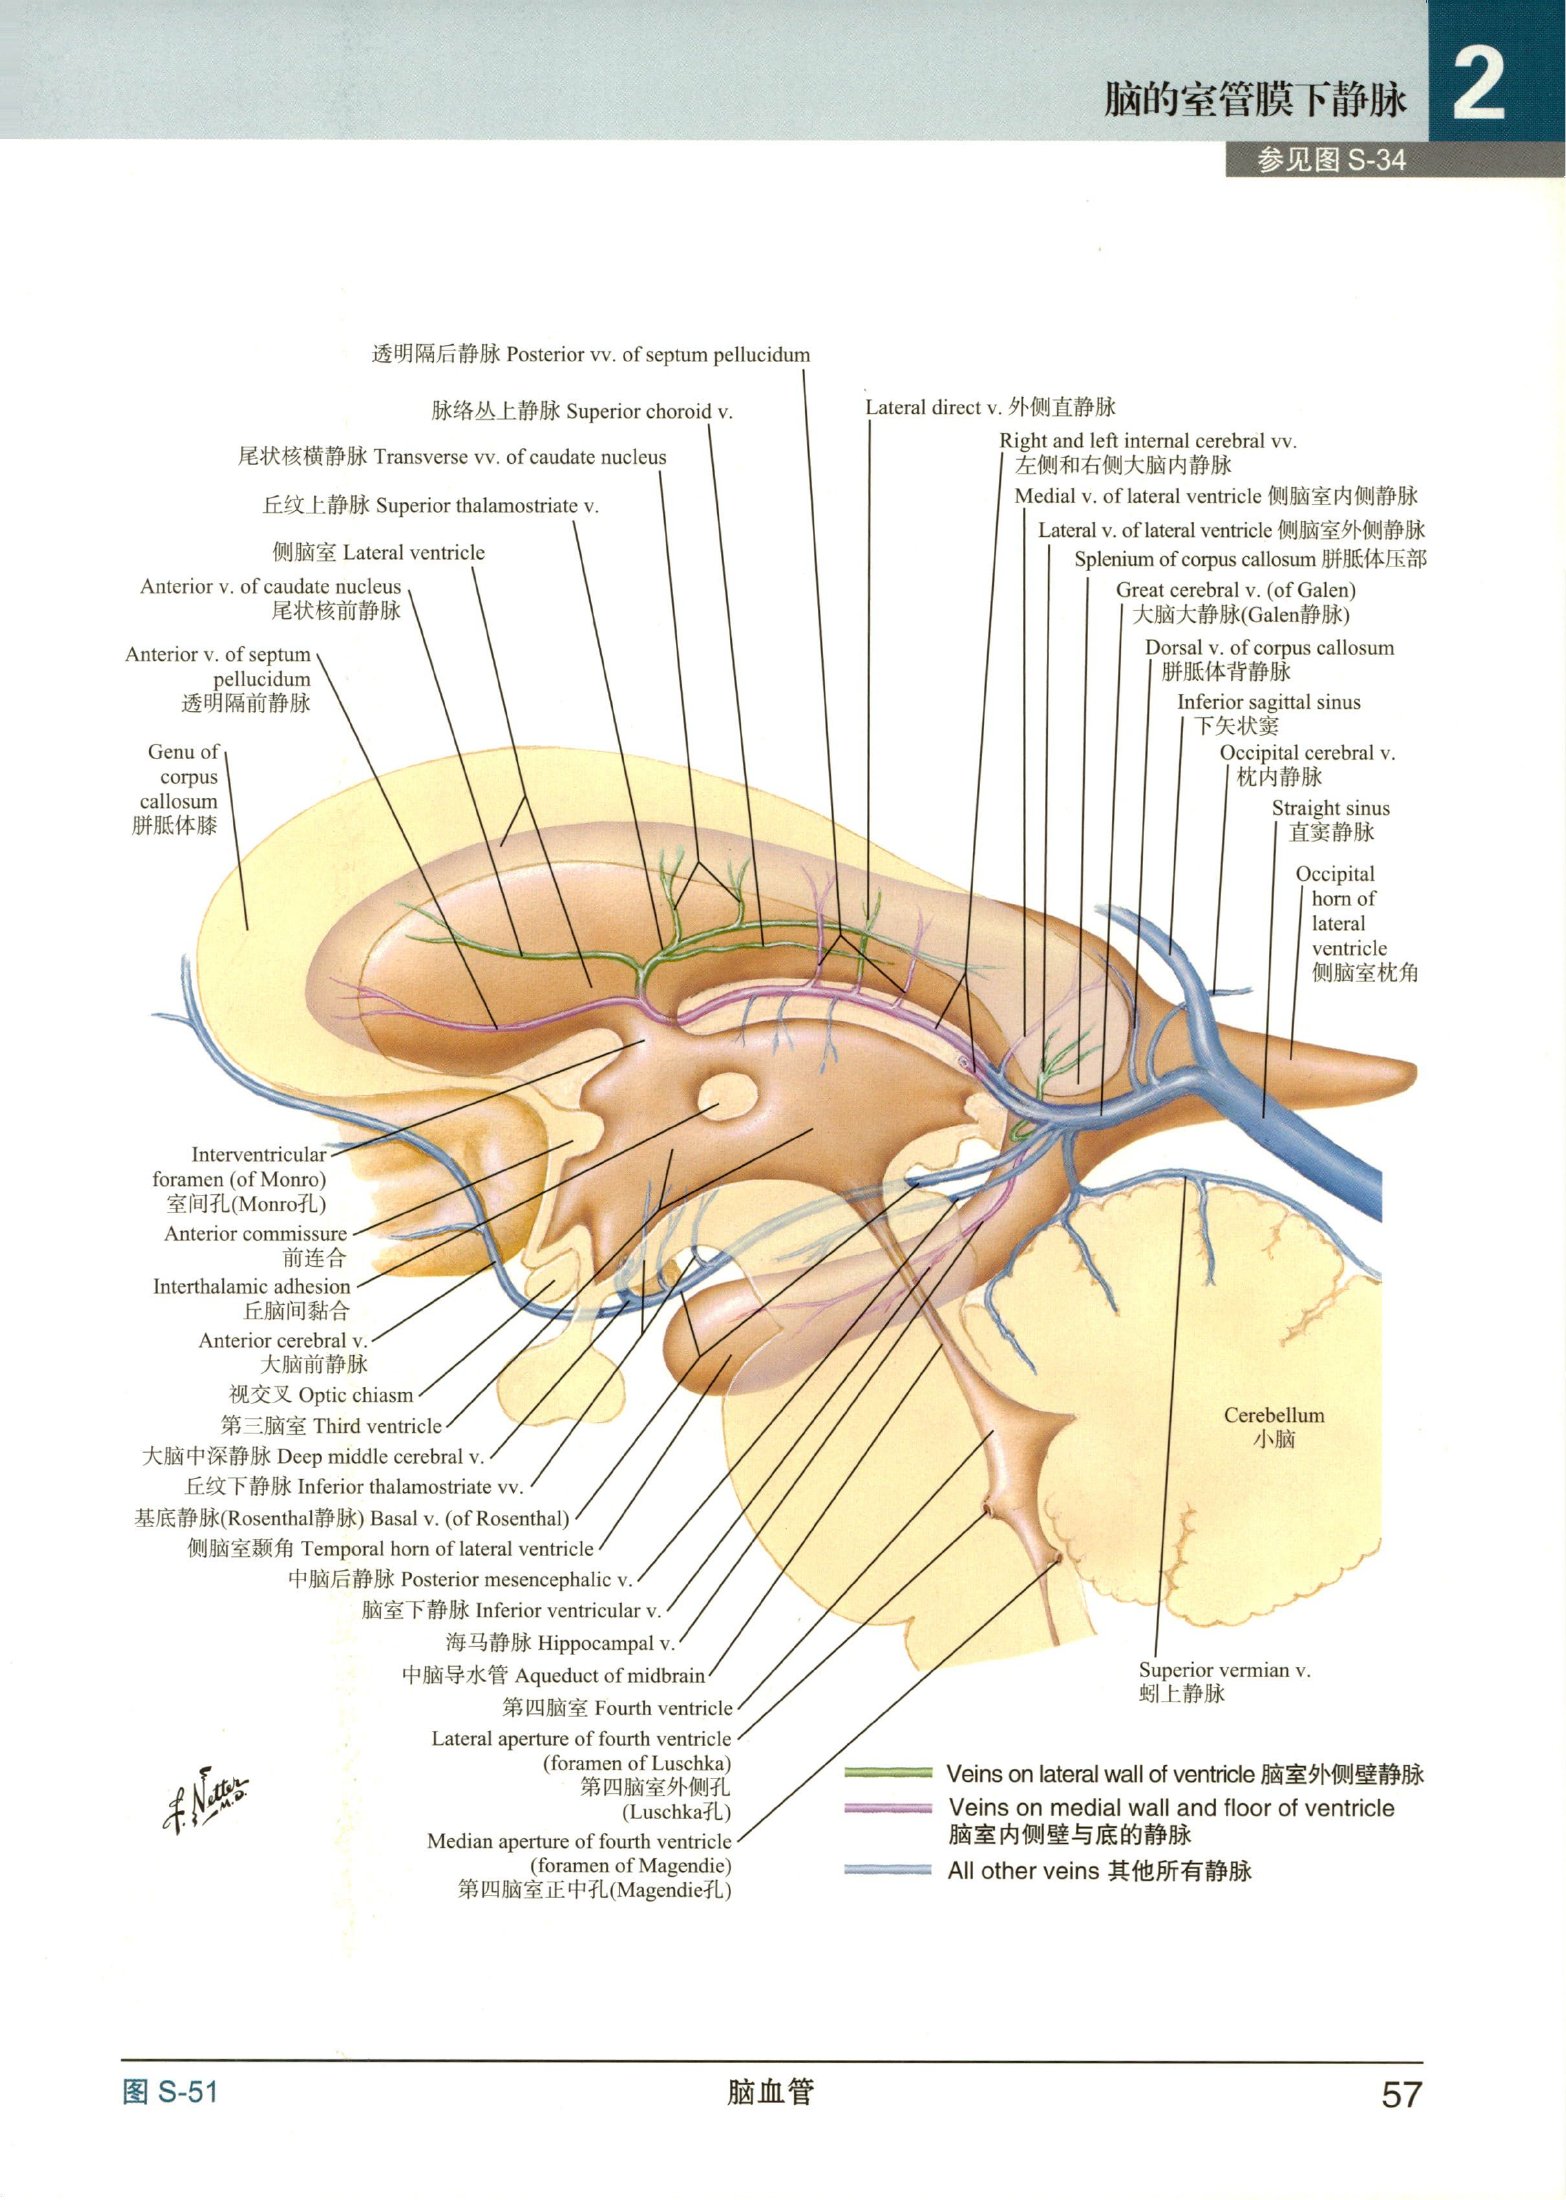 脑的室管膜下静脉
2
参见图 S-34
透明隔后静脉 Posterior vv. of septum pellucidum
脉络丛上静脉 Superior choroid v.
尾状核横静脉 Transverse vv. of caudate nucleus
丘纹上静脉 Superior thalamostriate v.
侧脑室 Lateral ventricle
Anterior v. of caudate nucleus
尾状核前静脉
Anterior v. of septum
pellucidum
透明隔前静脉
Genu of
corpus
callosum
胼胝体膝
Lateral direct v. 外侧直静脉
Right and left internal cerebral vv.
左侧和右侧大脑内静脉
Medial v. of lateral ventricle 侧脑室内侧静脉
Lateral v. of lateral ventricle 侧脑室外侧静脉
Splenium of corpus callosum 胼胝体压部
Great cerebral v. (of Galen)
大脑大静脉(Galen静脉)
Dorsal v. of corpus callosum
胼胝体背静脉
Inferior sagittal sinus
下矢状窦
Occipital cerebral v.
枕内静脉
Straight sinus
直窦静脉
Occipital
horn of
lateral
ventricle
侧脑室枕角
Interventricular
foramen (of Monro)
室间孔(Monro孔)
Anterior commissure
前连合
Interthalamic adhesion
丘脑间黏合
Anterior cerebral v.
大脑前静脉
视交叉 Optic chiasm
第三脑室 Third ventricle
大脑中深静脉 Deep middle cerebral v.
丘纹下静脉 Inferior thalamostriate vv.
基底静脉(Rosenthal静脉) Basal v. (of Rosenthal)
侧脑室颞角 Temporal horn of lateral ventricle
中脑后静脉 Posterior mesencephalic v.
脑室下静脉 Inferior ventricular v.
海马静脉 Hippocampal v.
中脑导水管 Aqueduct of midbrain
第四脑室 Fourth ventricle
Lateral aperture of fourth ventricle
(foramen of Luschka)
第四脑室外侧孔
(Luschka孔)
Median aperture of fourth ventricle
(foramen of Magendie)
第四脑室正中孔(Magendie孔)
Cerebellum
小脑
Superior vermian v.
蚓上静脉
Veins on lateral wall of ventricle 脑室外侧壁静脉
Veins on medial wall and floor of ventricle
脑室内侧壁与底的静脉
All other veins 其他所有静脉
F. Netter
M.D.
图 S-51
脑血管
57